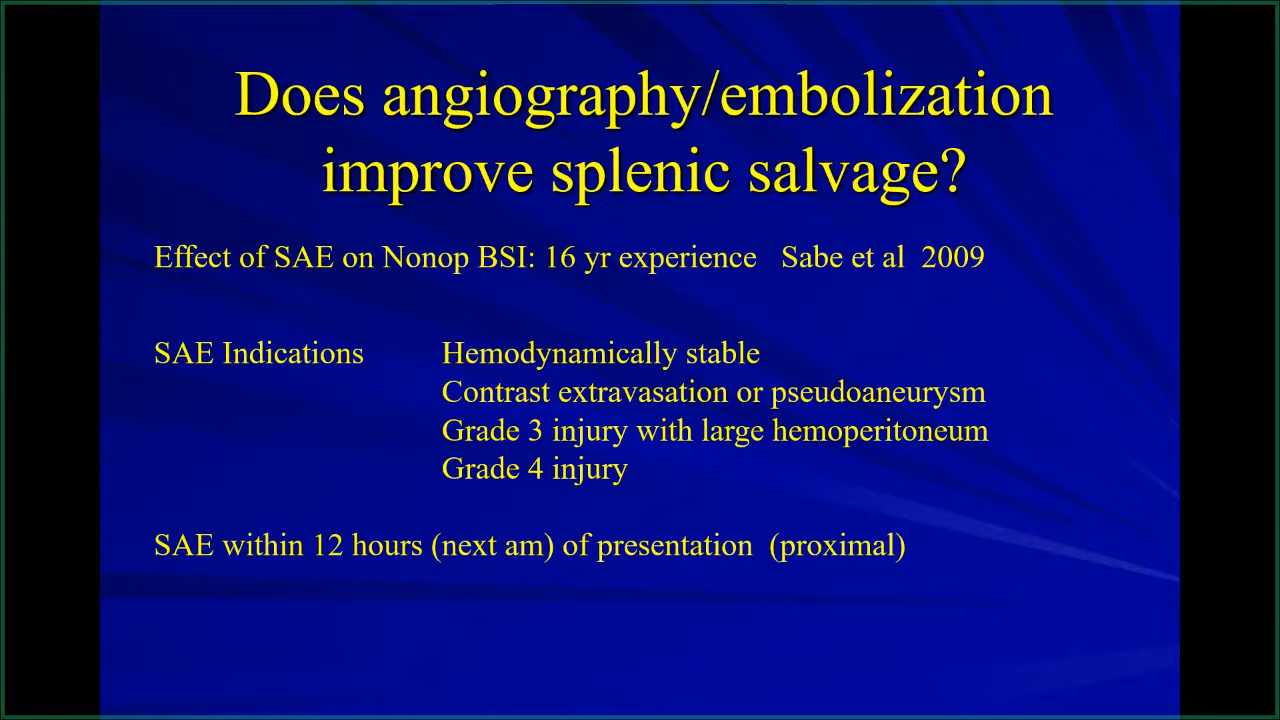 Does angiography/embolization
improve splenic salvage?
Effect of SAE on Nonop BSI: 16 yr experience Sabe et al 2009
SAE Indications Hemodynamically stable
Contrast extravasation or pseudoaneurysm
Grade 3 injury with large hemoperitoneum
Grade 4 injury
SAE within 12 hours (next am) of presentation (proximal)